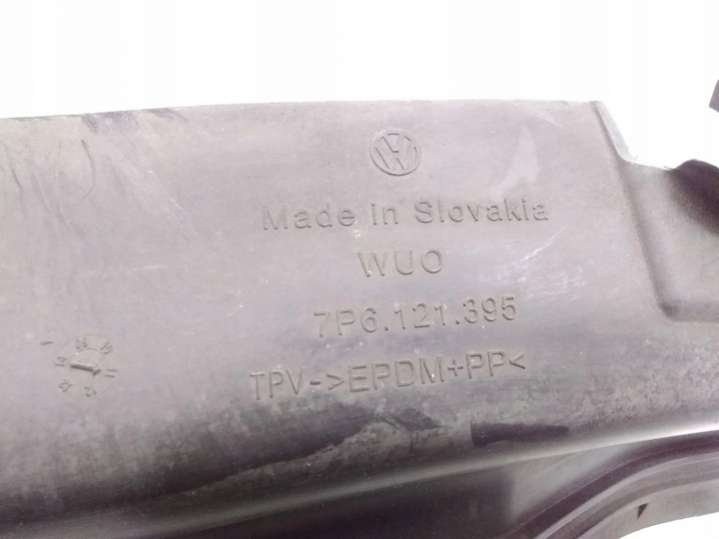 Made in Slovakia
WUO
7P6.121.395
TPV->EPDM+PP<